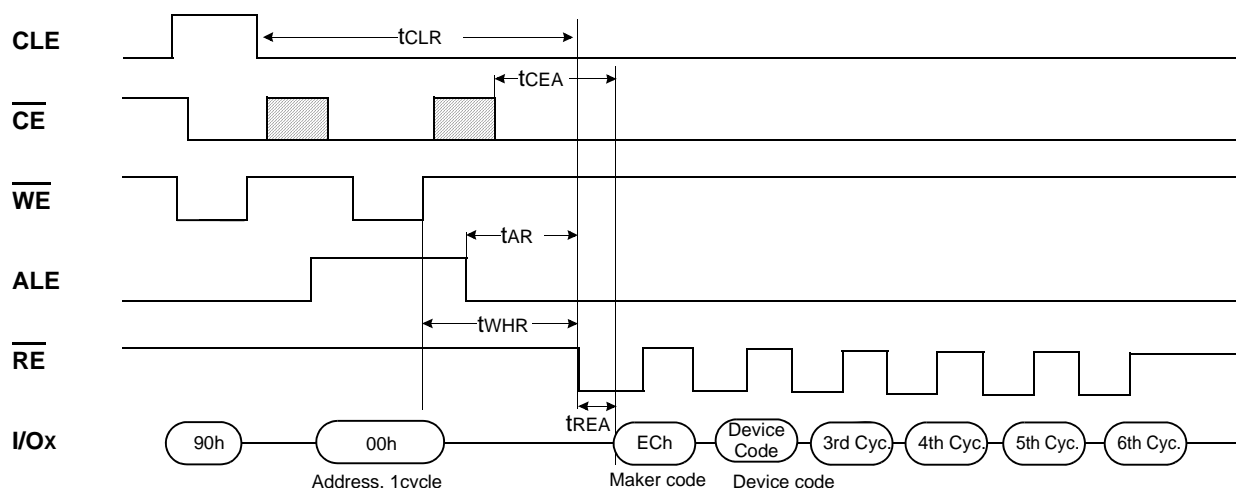 CLE
tCLR
tCEA
CE
WE
tAR
ALE
tWHR
RE
tREA
I/Ox
90h
00h
ECh
Device
Code
3rd Cyc.
4th Cyc.
5th Cyc.
6th Cyc.
Address. 1cycle
Maker code
Device code